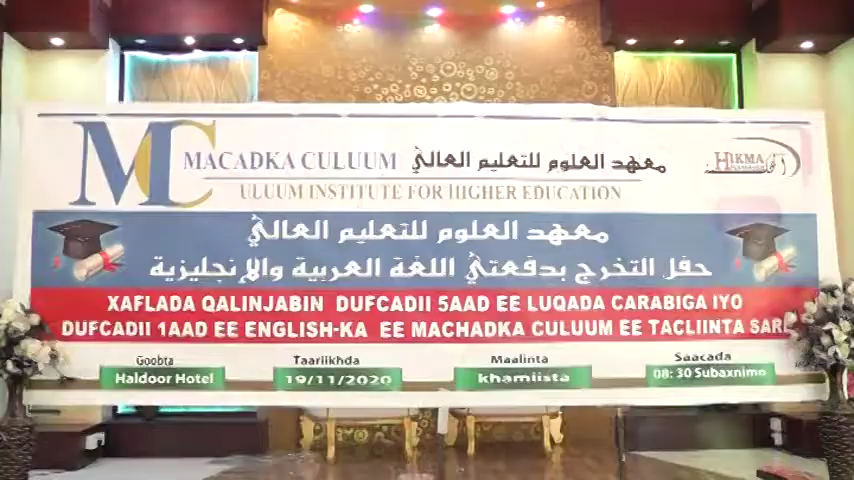 MC
MACADKA CULUUM معهد العلوم للتعليم العالي
HIKMA
ULUUM INSTITUTE FOR HIGHER EDUCATION
معهد العلوم للتعليم العالي
حفل التخرج بدفعتي اللغة العربية والإنجليزية
XAFLADA QALINJABIN DUFCADII 5AAD EE LUQADA CARABIGA IYO
DUFCADII 1AAD EE ENGLISH-KA EE MACHADKA CULUUM EE TACLIINTA SARE
Goobta Taariikhda Maalinta Saacada
Haldoor Hotel 19/11/2020 khamiista 08:30 Subaxnimo